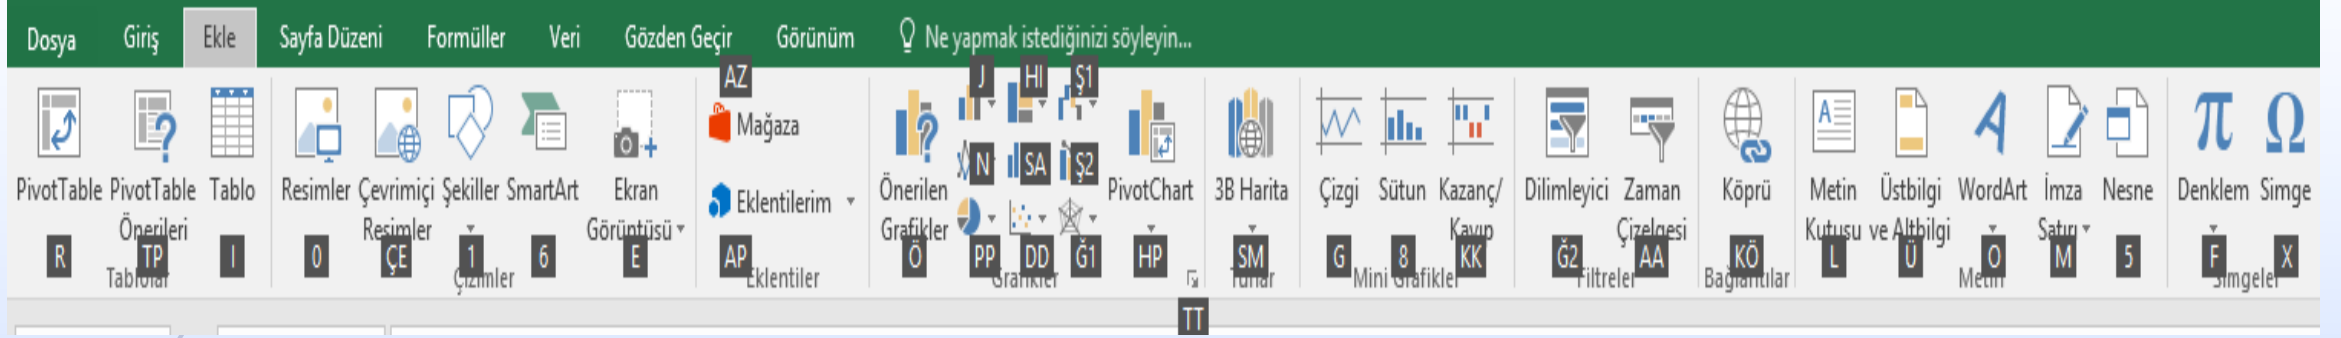 Dosya Giriş Ekle Sayfa Düzeni Formüller Veri Gözden Geçir Görünüm Ne yapmak istediğinizi söyleyin...
AZ J HI Ş1
Mağaza
N SA Ş2
PivotTable PivotTable Tablo Resimler Çevrimiçi Şekiller SmartArt Ekran Eklentilerim Önerilen PivotChart 3B Harita Çizgi Sütun Kazanç/ Dilimleyici Zaman Köprü Metin Üstbilgi WordArt İmza Nesne Denklem Simge
Önerileri Resimler Görüntüsü Grafikler Kayıp Çizelgesi Kutusu ve Altbilgi Satırı
R TP I 0 ÇE 1 6 E AP Ö PP DD Ğ1 HP SM G 8 KK Ğ2 AA KÖ L Ü O M 5 F X
Tablolar Çizimler Eklentiler Grafikler Turlar Mini Grafikler Filtreler Bağlantılar Metin Simgeler
TT